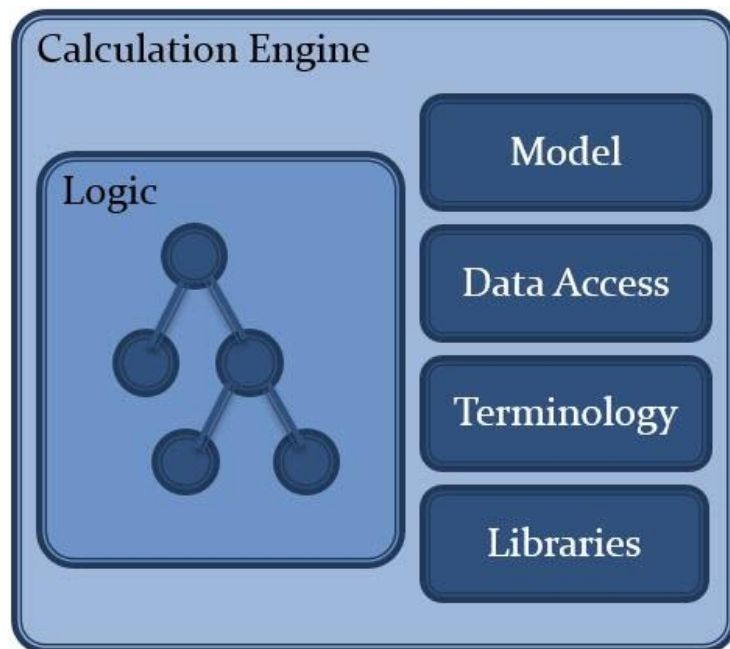 Calculation Engine
Logic
Model
Data Access
Terminology
Libraries